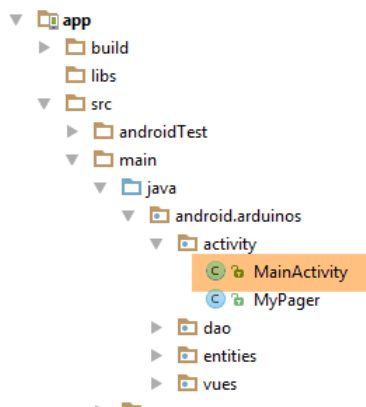 app
build
libs
src
androidTest
main
java
android.arduinos
activity
MainActivity
MyPager
dao
entities
vues